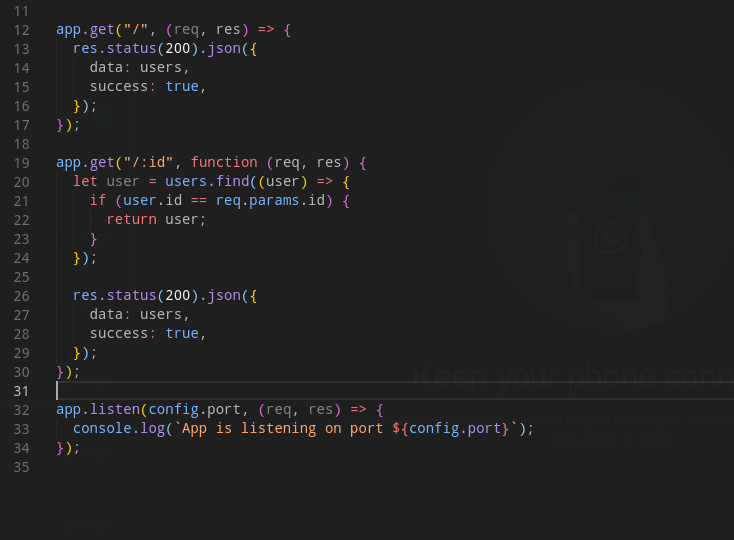 11
12 app.get("/", (req, res) => {
13   res.status(200).json({
14     data: users,
15     success: true,
16   });
17 });
18
19 app.get("/:id", function (req, res) {
20   let user = users.find((user) => {
21     if (user.id == req.params.id) {
22       return user;
23     }
24   });
25
26   res.status(200).json({
27     data: users,
28     success: true,
29   });
30 });
31
Keep your phone conn
32 app.listen(config.port, (req, res) => {
33   console.log(`App is listening on port ${config.port}`);
34 });
35